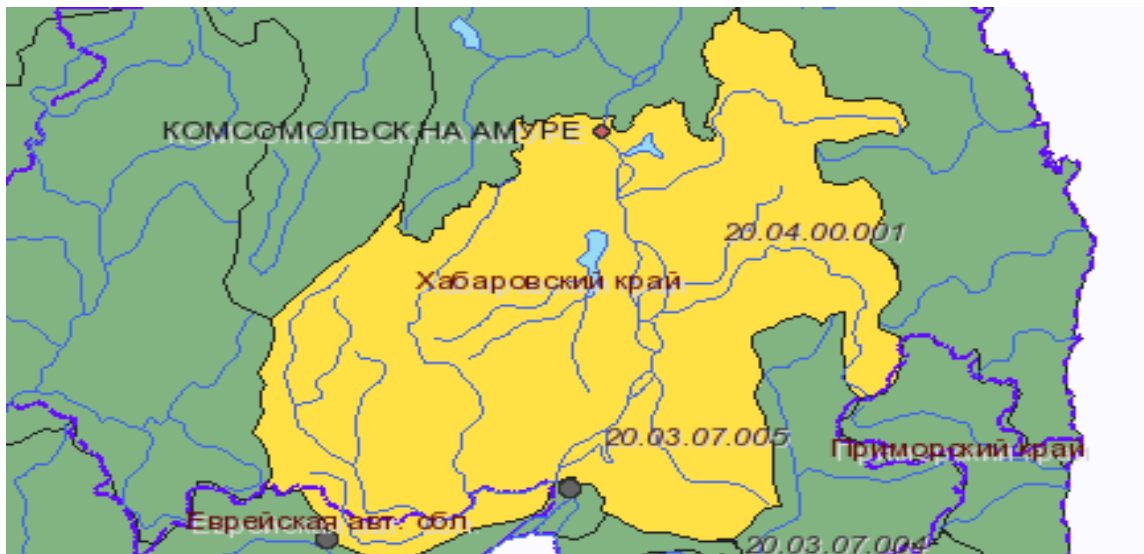 КОМСОМОЛЬСК НА АМУРЕ
20.04.00.001
Хабаровский край
20.03.07.005
Приморский край
Еврейская авт. обл.
20.03.07.004